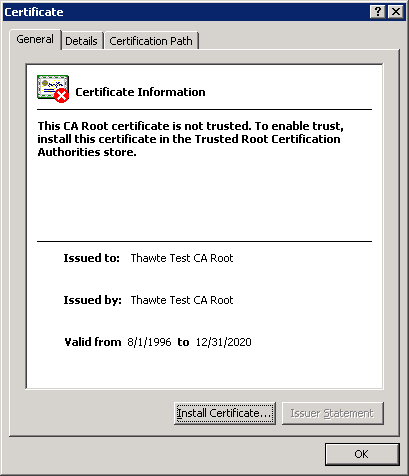 Certificate
General Details Certification Path
Certificate Information
This CA Root certificate is not trusted. To enable trust,
install this certificate in the Trusted Root Certification
Authorities store.
Issued to: Thawte Test CA Root
Issued by: Thawte Test CA Root
Valid from 8/1/1996 to 12/31/2020
Install Certificate... Issuer Statement
OK